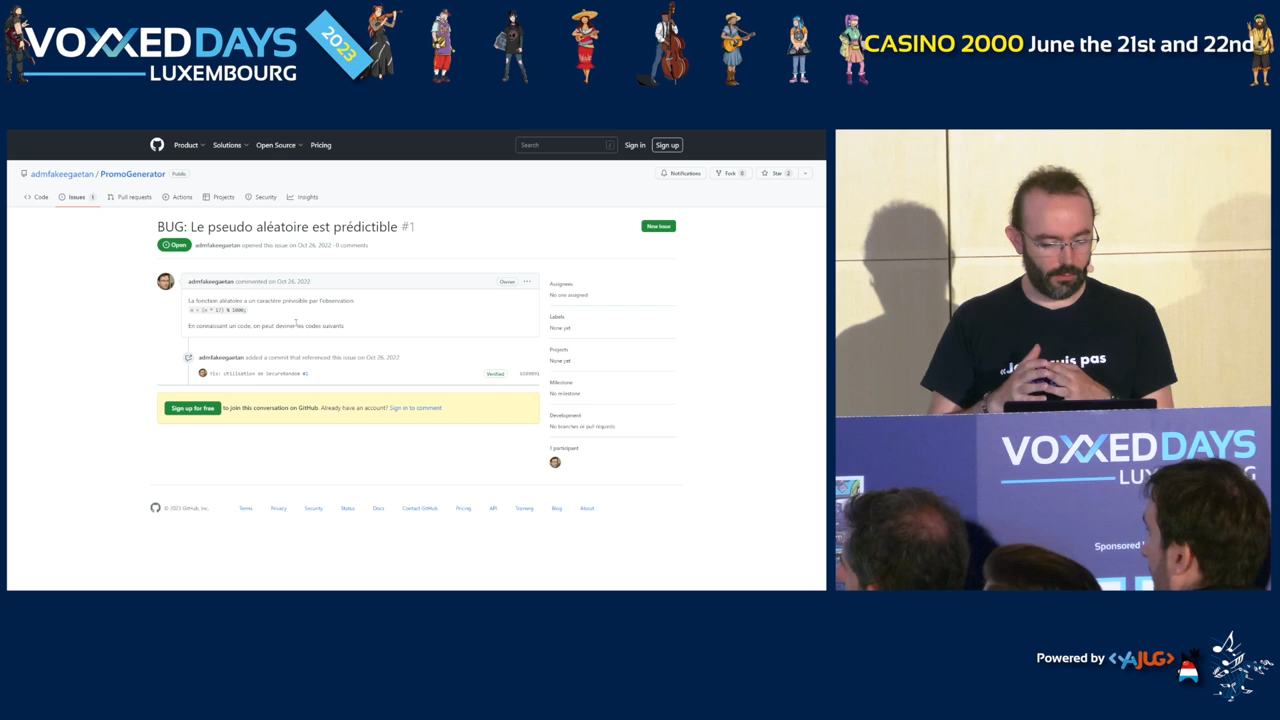 VOXXED DAYS
LUXEMBOURG
2023
CASINO 2000 June the 21st and 22nd
Product Solutions Open Source Pricing
Search /
Sign in Sign up
admfakeegaetan / PromoGenerator Public
Notifications Fork 0 Star 2
Code Issues 1 Pull requests Actions Projects Security Insights
BUG: Le pseudo aléatoire est prédictible #1
New issue
Open admfakeegaetan opened this issue on Oct 26, 2022 · 0 comments
admfakeegaetan commented on Oct 26, 2022 Owner ...
La fonction aléatoire a un caractère prévisible par l'observation
n = (n * 17) % 1000;
En connaissant un code, on peut deviner les codes suivants
admfakeegaetan added a commit that referenced this issue on Oct 26, 2022
fix: Utilisation de SecureRandom #1 Verified
Sign up for free to join this conversation on GitHub. Already have an account? Sign in to comment
Assignees
No one assigned
Labels
None yet
Projects
None yet
Milestone
No milestone
Development
No branches or pull requests
1 participant
© 2023 GitHub, Inc. Terms Privacy Security Status Docs Contact GitHub Pricing API Training Blog About
pas
VOXXED DAYS
Sponsored
Powered by <YAJUG>